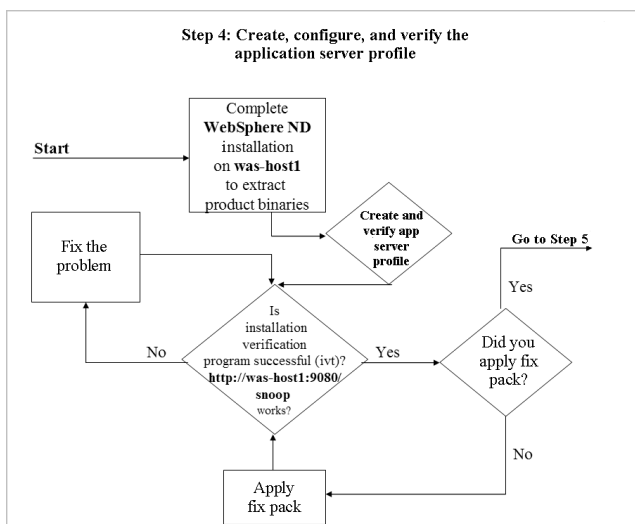 Step 4: Create, configure, and verify the
application server profile
Start
Complete
WebSphere ND
installation
on was-host1
to extract
product binaries
Create and
verify app
server
profile
Go to Step 5
Fix the
problem
Yes
Is
installation
verification
program successful (ivt)?
http://was-host1:9080/
snoop
works?
No
Yes
Did you
apply fix
pack?
No
Apply
fix pack